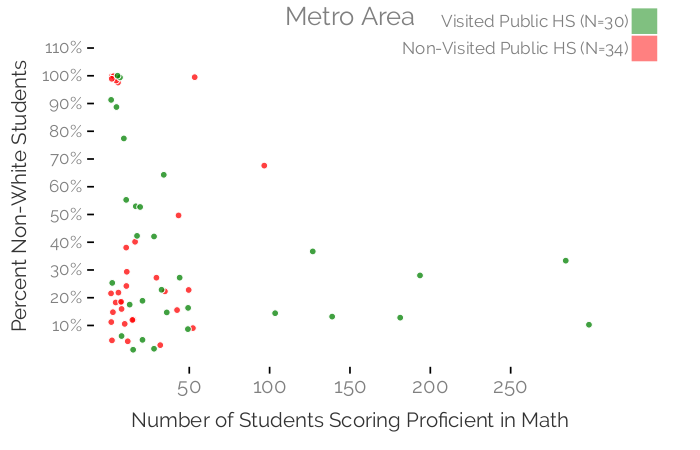 Metro Area
Visited Public HS (N=30)
Non-Visited Public HS (N=34)
Percent Non-White Students
110%
100%
90%
80%
70%
60%
50%
40%
30%
20%
10%
50 100 150 200 250
Number of Students Scoring Proficient in Math